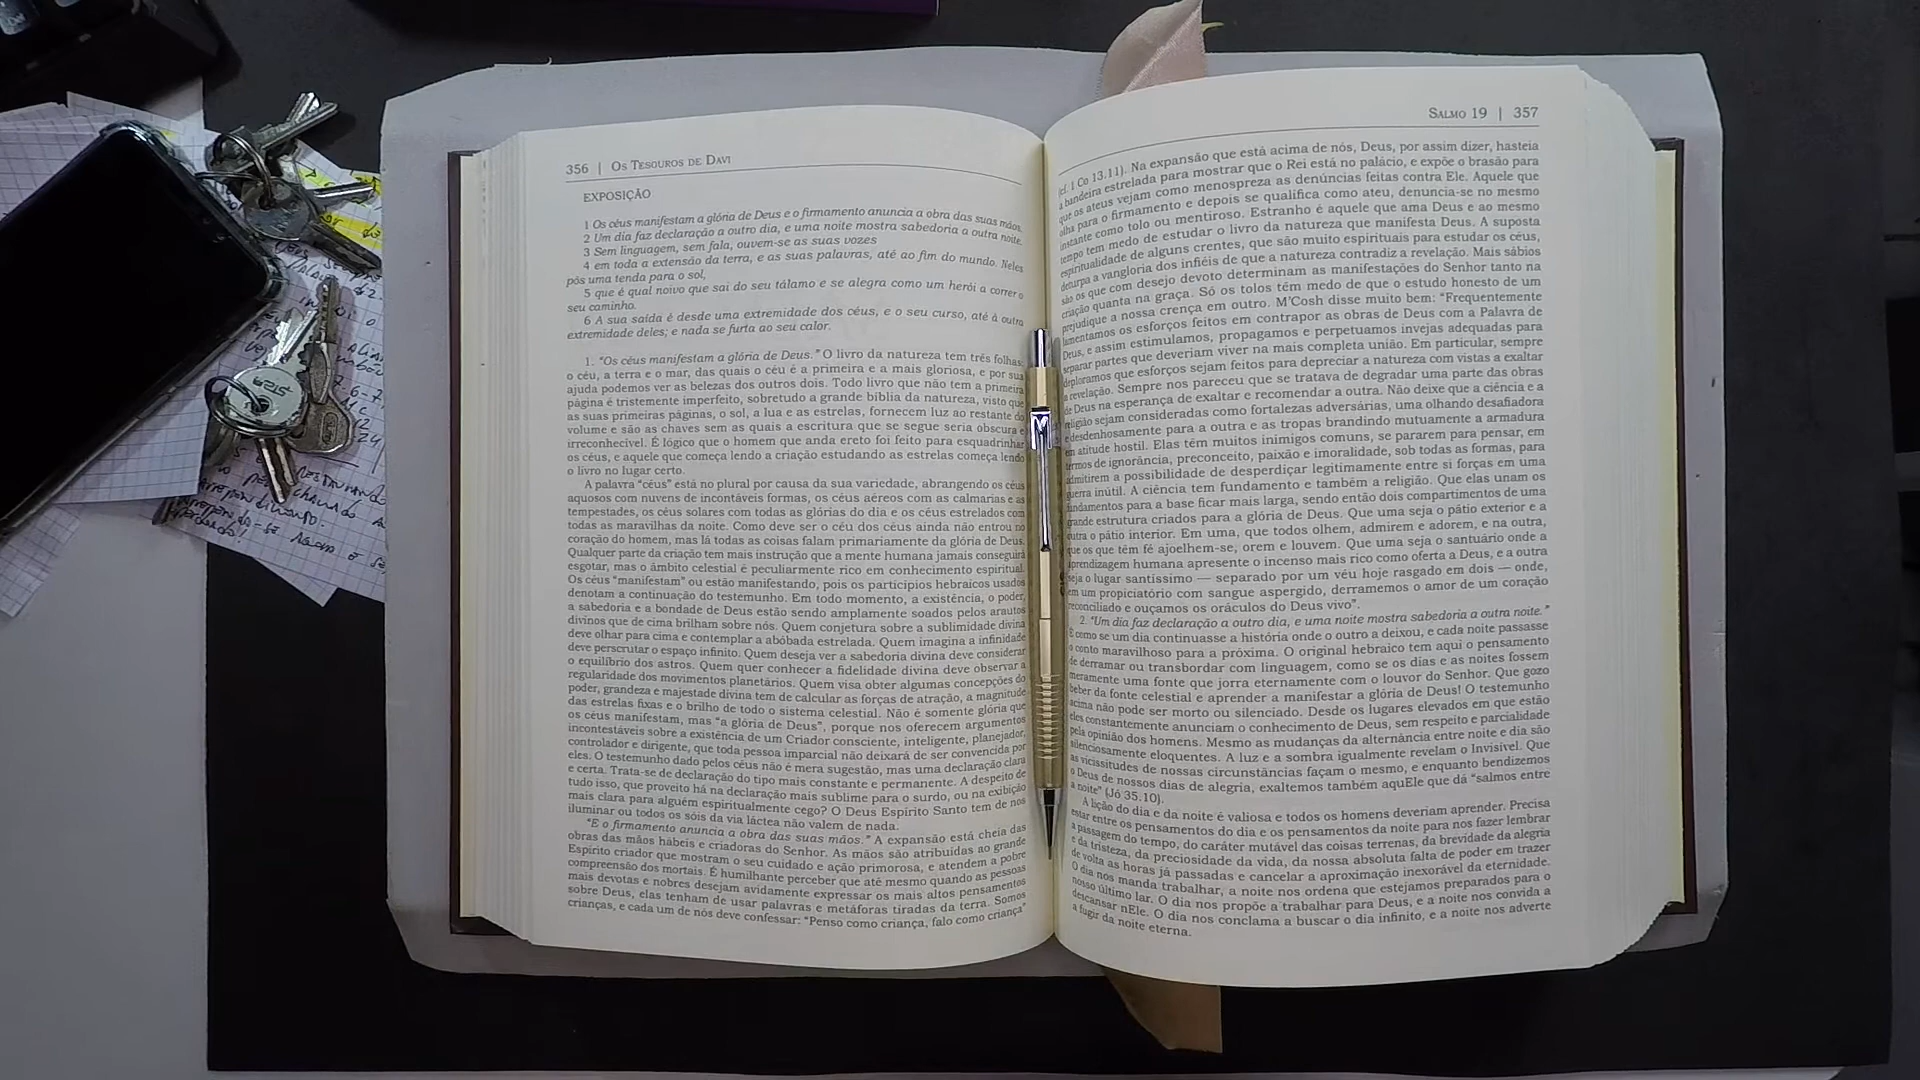 356 | Os Tesouros de Davi
EXPOSIÇÃO
1 Os céus manifestam a glória de Deus e o firmamento anuncia a obra das suas mãos.
2 Um dia faz declaração a outro dia, e uma noite mostra sabedoria a outra noite.
3 Sem linguagem, sem fala, ouvem-se as suas vozes
4 em toda a extensão da terra, e as suas palavras, até ao fim do mundo. Neles
pôs uma tenda para o sol,
5 que é qual noivo que sai do seu tálamo e se alegra como um herói a correr o
seu caminho.
6 A sua saída é desde uma extremidade dos céus, e o seu curso, até à outra
extremidade deles; e nada se furta ao seu calor.
1. “Os céus manifestam a glória de Deus.” O livro da natureza tem três folhas,
o céu, a terra e o mar, das quais o céu é a primeira e a mais gloriosa, e por sua
ajuda podemos ver as belezas dos outros dois. Todo livro que não tem a primeira
página é tristemente imperfeito, sobretudo a grande bíblia da natureza, visto que
as suas primeiras páginas, o sol, a lua e as estrelas, fornecem luz ao restante do
volume e são as chaves sem as quais a escritura que se segue seria obscura e
irreconhecível. É lógico que o homem que anda ereto foi feito para esquadrinhar
os céus, e aquele que começa lendo a criação estudando as estrelas começa lendo
o livro no lugar certo.
A palavra “céus” está no plural por causa da sua variedade, abrangendo os céus
aquosos com nuvens de incontáveis formas, os céus aéreos com as calmarias e as
tempestades, os céus solares com todas as glórias do dia e os céus estrelados com
todas as maravilhas da noite. Como deve ser o céu dos céus ainda não entrou no
coração do homem, mas lá todas as coisas falam primariamente da glória de Deus.
Qualquer parte da criação tem mais instrução que a mente humana jamais conseguirá
esgotar, mas o âmbito celestial é peculiarmente rico em conhecimento espiritual.
Os céus “manifestam” ou estão manifestando, pois os particípios hebraicos usados
denotam a continuação do testemunho. Em todo momento, a existência, o poder,
a sabedoria e a bondade de Deus estão sendo amplamente soados pelos arautos
divinos que de cima brilham sobre nós. Quem conjetura sobre a sublimidade divina
deve olhar para cima e contemplar a abóbada estrelada. Quem imagina a infinidade
deve perscrutar o espaço infinito. Quem deseja ver a sabedoria divina deve considerar
o equilíbrio dos astros. Quem quer conhecer a fidelidade divina deve observar a
regularidade dos movimentos planetários. Quem visa obter algumas concepções do
poder, grandeza e majestade divina tem de calcular as forças de atração, a magnitude
das estrelas fixas e o brilho de todo o sistema celestial. Não é somente glória que
os céus manifestam, mas “a glória de Deus”, porque nos oferecem argumentos
incontestáveis sobre a existência de um Criador consciente, inteligente, planejador,
controlador e dirigente, que toda pessoa imparcial não deixará de ser convencida por
eles. O testemunho dado pelos céus não é mera sugestão, mas uma declaração clara
e certa. Trata-se de declaração do tipo mais constante e permanente. A despeito de
tudo isso, que proveito há na declaração mais sublime para o surdo, ou na exibição
mais clara para alguém espiritualmente cego? O Deus Espírito Santo tem de nos
iluminar ou todos os sóis da via láctea não valem de nada.
“E o firmamento anuncia a obra das suas mãos.” A expansão está cheia das
obras das mãos hábeis e criadoras do Senhor. As mãos são atribuídas ao grande
Espírito criador que mostram o seu cuidado e ação primorosa, e atendem a pobre
compreensão dos mortais. É humilhante perceber que até mesmo quando as pessoas
mais devotas e nobres desejam avidamente expressar os mais altos pensamentos
sobre Deus, elas tenham de usar palavras e metáforas tiradas da terra. Somos
crianças, e cada um de nós deve confessar: “Penso como criança, falo como criança”
Salmo 19 | 357
(cf. 1 Co 13.11). Na expansão que está acima de nós, Deus, por assim dizer, hasteia
a bandeira estrelada para mostrar que o Rei está no palácio, e expõe o brasão para
que os ateus vejam como menospreza as denúncias feitas contra Ele. Aquele que
olha para o firmamento e depois se qualifica como ateu, denuncia-se no mesmo
instante como tolo ou mentiroso. Estranho é aquele que ama Deus e ao mesmo
tempo tem medo de estudar o livro da natureza que manifesta Deus. A suposta
espiritualidade de alguns crentes, que são muito espirituais para estudar os céus,
deturpa a vangloria dos infiéis de que a natureza contradiz a revelação. Mais sábios
são os que com desejo devoto determinam as manifestações do Senhor tanto na
criação quanta na graça. Só os tolos têm medo de que o estudo honesto de um
prejudique a nossa crença em outro. M’Cosh disse muito bem: “Frequentemente
lamentamos os esforços feitos em contrapor as obras de Deus com a Palavra de
Deus, e assim estimulamos, propagamos e perpetuamos invejas adequadas para
separar partes que deveriam viver na mais completa união. Em particular, sempre
deploramos que esforços sejam feitos para depreciar a natureza com vistas a exaltar
a revelação. Sempre nos pareceu que se tratava de degradar uma parte das obras
de Deus na esperança de exaltar e recomendar a outra. Não deixe que a ciência e a
religião sejam consideradas como fortalezas adversárias, uma olhando desafiadora
e desdenhosamente para a outra e as tropas brandindo mutuamente a armadura
em atitude hostil. Elas têm muitos inimigos comuns, se pararem para pensar, em
termos de ignorância, preconceito, paixão e imoralidade, sob todas as formas, para
admitirem a possibilidade de desperdiçar legitimamente entre si forças em uma
guerra inútil. A ciência tem fundamento e também a religião. Que elas unam os
fundamentos para a base ficar mais larga, sendo então dois compartimentos de uma
grande estrutura criados para a glória de Deus. Que uma seja o pátio exterior e a
outra o pátio interior. Em uma, que todos olhem, admirem e adorem, e na outra,
que os que têm fé ajoelhem-se, orem e louvem. Que uma seja o santuário onde a
aprendizagem humana apresente o incenso mais rico como oferta a Deus, e a outra
seja o lugar santíssimo — separado por um véu hoje rasgado em dois — onde,
em um propiciatório com sangue aspergido, derramemos o amor de um coração
reconciliado e ouçamos os oráculos do Deus vivo”.
2. “Um dia faz declaração a outro dia, e uma noite mostra sabedoria a outra noite.”
É como se um dia continuasse a história onde o outro a deixou, e cada noite passasse
o conto maravilhoso para a próxima. O original hebraico tem aqui o pensamento
de derramar ou transbordar com linguagem, como se os dias e as noites fossem
meramente uma fonte que jorra eternamente com o louvor do Senhor. Que gozo
beber da fonte celestial e aprender a manifestar a glória de Deus! O testemunho
acima não pode ser morto ou silenciado. Desde os lugares elevados em que estão
eles constantemente anunciam o conhecimento de Deus, sem respeito e parcialidade
pela opinião dos homens. Mesmo as mudanças da alternância entre noite e dia são
silenciosamente eloquentes. A luz e a sombra igualmente revelam o Invisível. Que
as vicissitudes de nossas circunstâncias façam o mesmo, e enquanto bendizemos
o Deus de nossos dias de alegria, exaltemos também aquEle que dá “salmos entre
a noite” (Jó 35.10).
A lição do dia e da noite é valiosa e todos os homens deveriam aprender. Precisa
estar entre os pensamentos do dia e os pensamentos da noite para nos fazer lembrar
a passagem do tempo, do caráter mutável das coisas terrenas, da brevidade da alegria
e da tristeza, da preciosidade da vida, da nossa absoluta falta de poder em trazer
de volta as horas já passadas e cancelar a aproximação inexorável da eternidade.
O dia nos manda trabalhar, a noite nos ordena que estejamos preparados para o
nosso último lar. O dia nos propõe a trabalhar para Deus, e a noite nos convida a
descansar nEle. O dia nos conclama a buscar o dia infinito, e a noite nos adverte
a fugir da noite eterna.